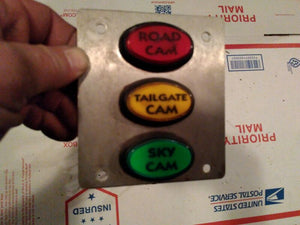 ROAD
CAM
TAILGATE
CAM
SKY
CAM
PRIORITY
MAIL
PRIORITY
MAIL
PRIORITY
MAIL
INSURED
UNITED STATES
POSTAL SERVICE